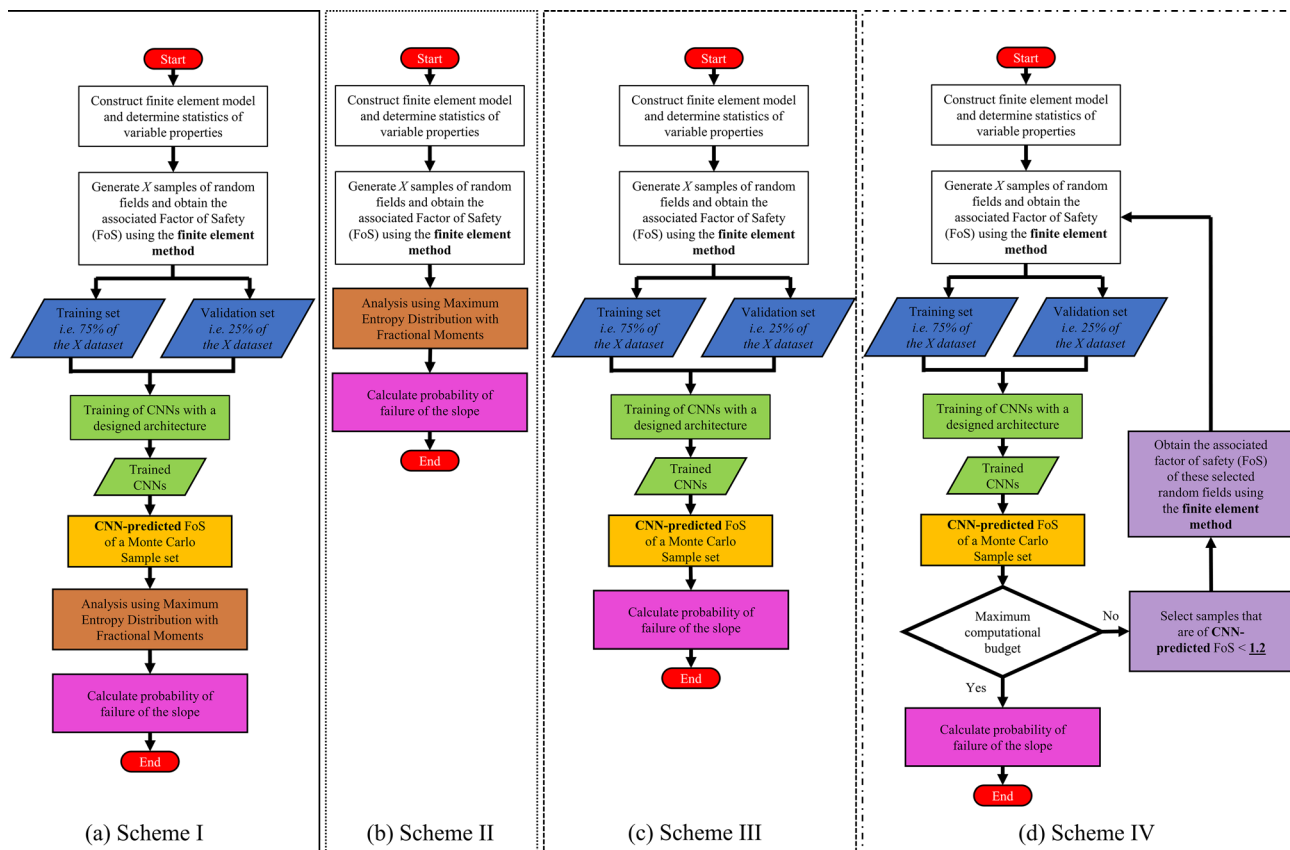 Start
Construct finite element model
and determine statistics of
variable properties
Generate X samples of random
fields and obtain the
associated Factor of Safety
(FoS) using the finite element
method
Training set
i.e. 75% of
the X dataset
Validation set
i.e. 25% of
the X dataset
Training of CNNs with a
designed architecture
Trained
CNNs
CNN-predicted FoS
of a Monte Carlo
Sample set
Analysis using Maximum
Entropy Distribution with
Fractional Moments
Calculate probability of
failure of the slope
End
(a) Scheme I
Start
Construct finite element model
and determine statistics of
variable properties
Generate X samples of random
fields and obtain the
associated Factor of Safety
(FoS) using the finite element
method
Analysis using Maximum
Entropy Distribution with
Fractional Moments
Calculate probability of
failure of the slope
End
(b) Scheme II
Start
Construct finite element model
and determine statistics of
variable properties
Generate X samples of random
fields and obtain the
associated Factor of Safety
(FoS) using the finite element
method
Training set
i.e. 75% of
the X dataset
Validation set
i.e. 25% of
the X dataset
Training of CNNs with a
designed architecture
Trained
CNNs
CNN-predicted FoS
of a Monte Carlo
Sample set
Calculate probability of
failure of the slope
End
(c) Scheme III
Start
Construct finite element model
and determine statistics of
variable properties
Generate X samples of random
fields and obtain the
associated Factor of Safety
(FoS) using the finite element
method
Training set
i.e. 75% of
the X dataset
Validation set
i.e. 25% of
the X dataset
Training of CNNs with a
designed architecture
Trained
CNNs
CNN-predicted FoS
of a Monte Carlo
Sample set
Maximum
computational
budget
No
Select samples that
are of CNN-
predicted FoS < 1.2
Obtain the associated
factor of safety (FoS)
of these selected
random fields using
the finite element
method
Yes
Calculate probability of
failure of the slope
End
(d) Scheme IV